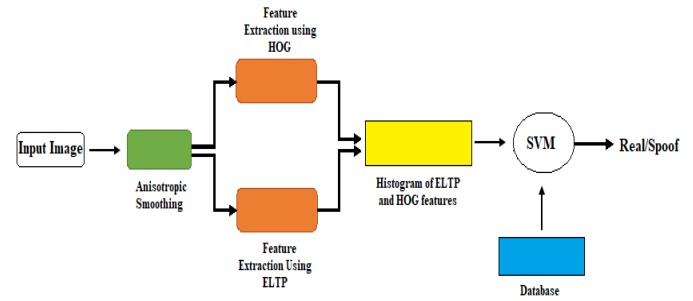 Feature
Extraction using
HOG
Input Image
Anisotropic
Smoothing
Feature
Extraction Using
ELTP
Histogram of ELTP
and HOG features
SVM
Real/Spoof
Database